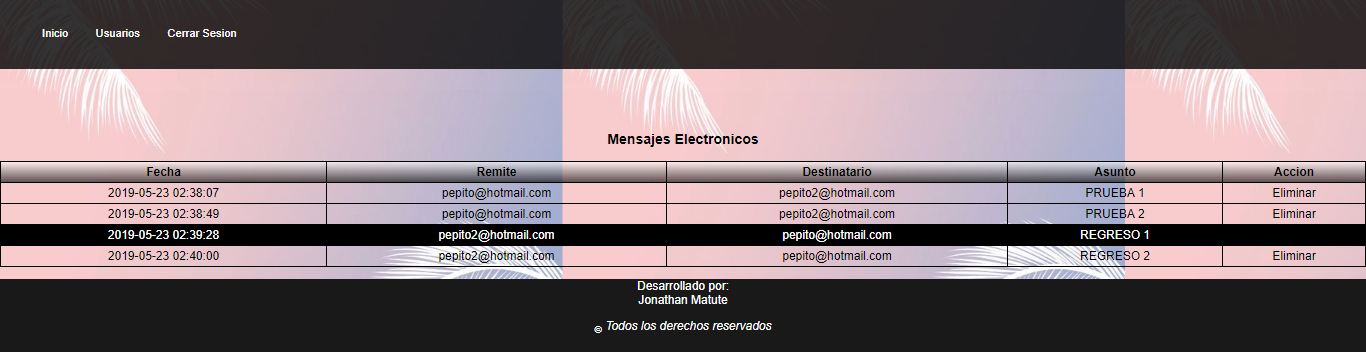 Inicio Usuarios Cerrar Sesion
Mensajes Electronicos
Fecha Remite Destinatario Asunto Accion
2019-05-23 02:38:07 pepito@hotmail.com pepito2@hotmail.com PRUEBA 1 Eliminar
2019-05-23 02:38:49 pepito@hotmail.com pepito2@hotmail.com PRUEBA 2 Eliminar
2019-05-23 02:39:28 pepito2@hotmail.com pepito@hotmail.com REGRESO 1
2019-05-23 02:40:00 pepito2@hotmail.com pepito@hotmail.com REGRESO 2 Eliminar
Desarrollado por:
Jonathan Matute
© Todos los derechos reservados